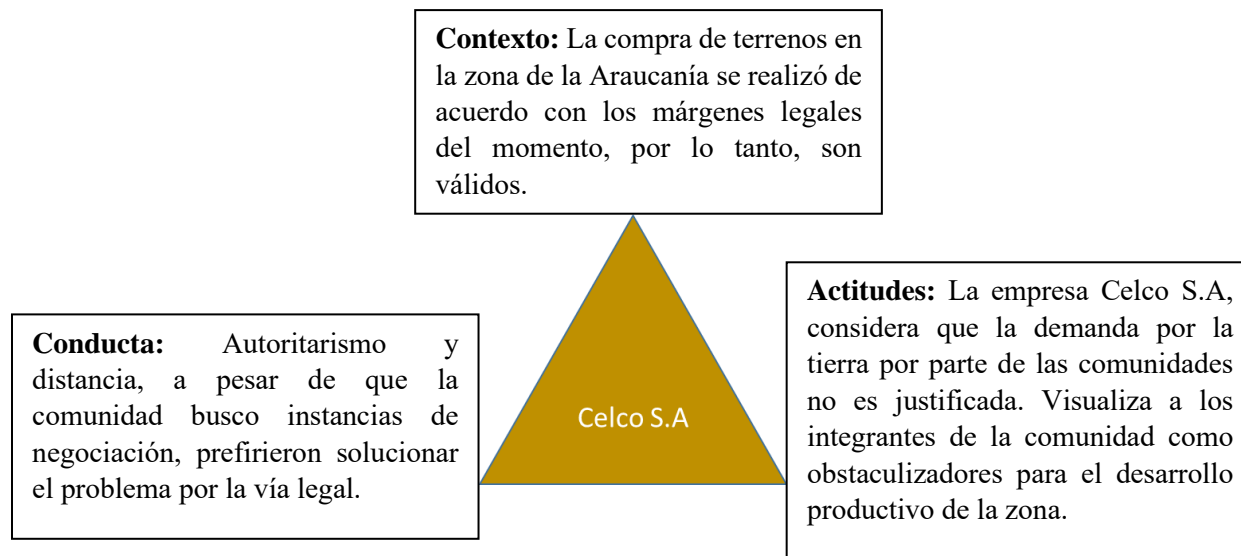 Contexto: La compra de terrenos en
la zona de la Araucanía se realizó de
acuerdo con los márgenes legales
del momento, por lo tanto, son
válidos.
Conducta: Autoritarismo y
distancia, a pesar de que la
comunidad busco instancias de
negociación, prefirieron solucionar
el problema por la vía legal.
Celco S.A
Actitudes: La empresa Celco S.A,
considera que la demanda por la
tierra por parte de las comunidades
no es justificada. Visualiza a los
integrantes de la comunidad como
obstaculizadores para el desarrollo
productivo de la zona.